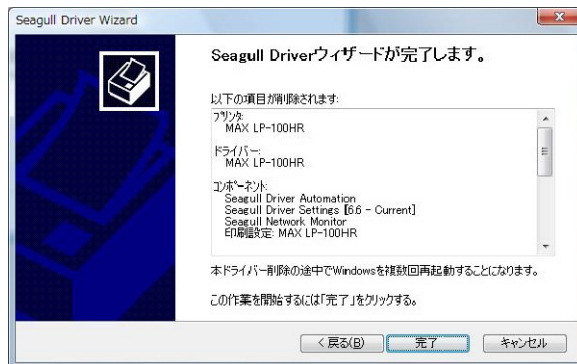 Seagull Driver Wizard
Seagull Driverウィザードが完了します。
以下の項目が削除されます:
プリンタ:
MAX LP-100HR
ドライバー:
MAX LP-100HR
コンポーネント:
Seagull Driver Automation
Seagull Driver Settings [6.6 - Current]
Seagull Network Monitor
印刷設定: MAX LP-100HR
本ドライバー削除の途中でWindowsを複数回再起動することになります。
この作業を開始するには「完了」をクリックする。
< 戻る(B)
完了
キャンセル